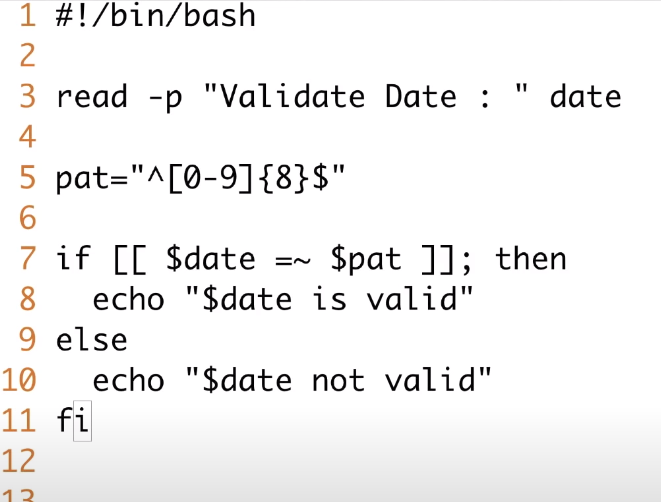 1 #!/bin/bash
2
3 read -p "Validate Date : " date
4
5 pat="^[0-9]{8}$"
6
7 if [[ $date =~ $pat ]]; then
8   echo "$date is valid"
9 else
10   echo "$date not valid"
11 fi
12
13